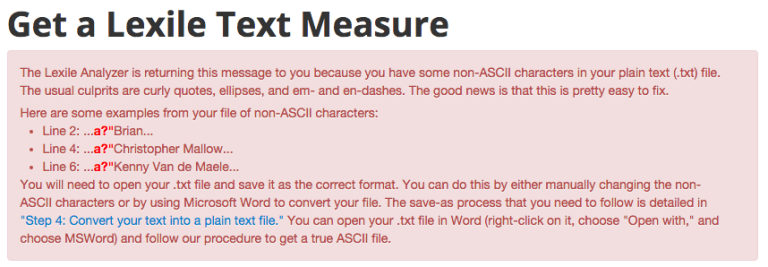 Get a Lexile Text Measure
The Lexile Analyzer is returning this message to you because you have some non-ASCII characters in your plain text (.txt) file.
The usual culprits are curly quotes, ellipses, and em- and en-dashes. The good news is that this is pretty easy to fix.
Here are some examples from your file of non-ASCII characters:
• Line 2: ...a?"Brian...
• Line 4: ...a?"Christopher Mallow...
• Line 6: ...a?"Kenny Van de Maele...
You will need to open your .txt file and save it as the correct format. You can do this by either manually changing the non-
ASCII characters or by using Microsoft Word to convert your file. The save-as process that you need to follow is detailed in
"Step 4: Convert your text into a plain text file." You can open your .txt file in Word (right-click on it, choose "Open with," and
choose MSWord) and follow our procedure to get a true ASCII file.